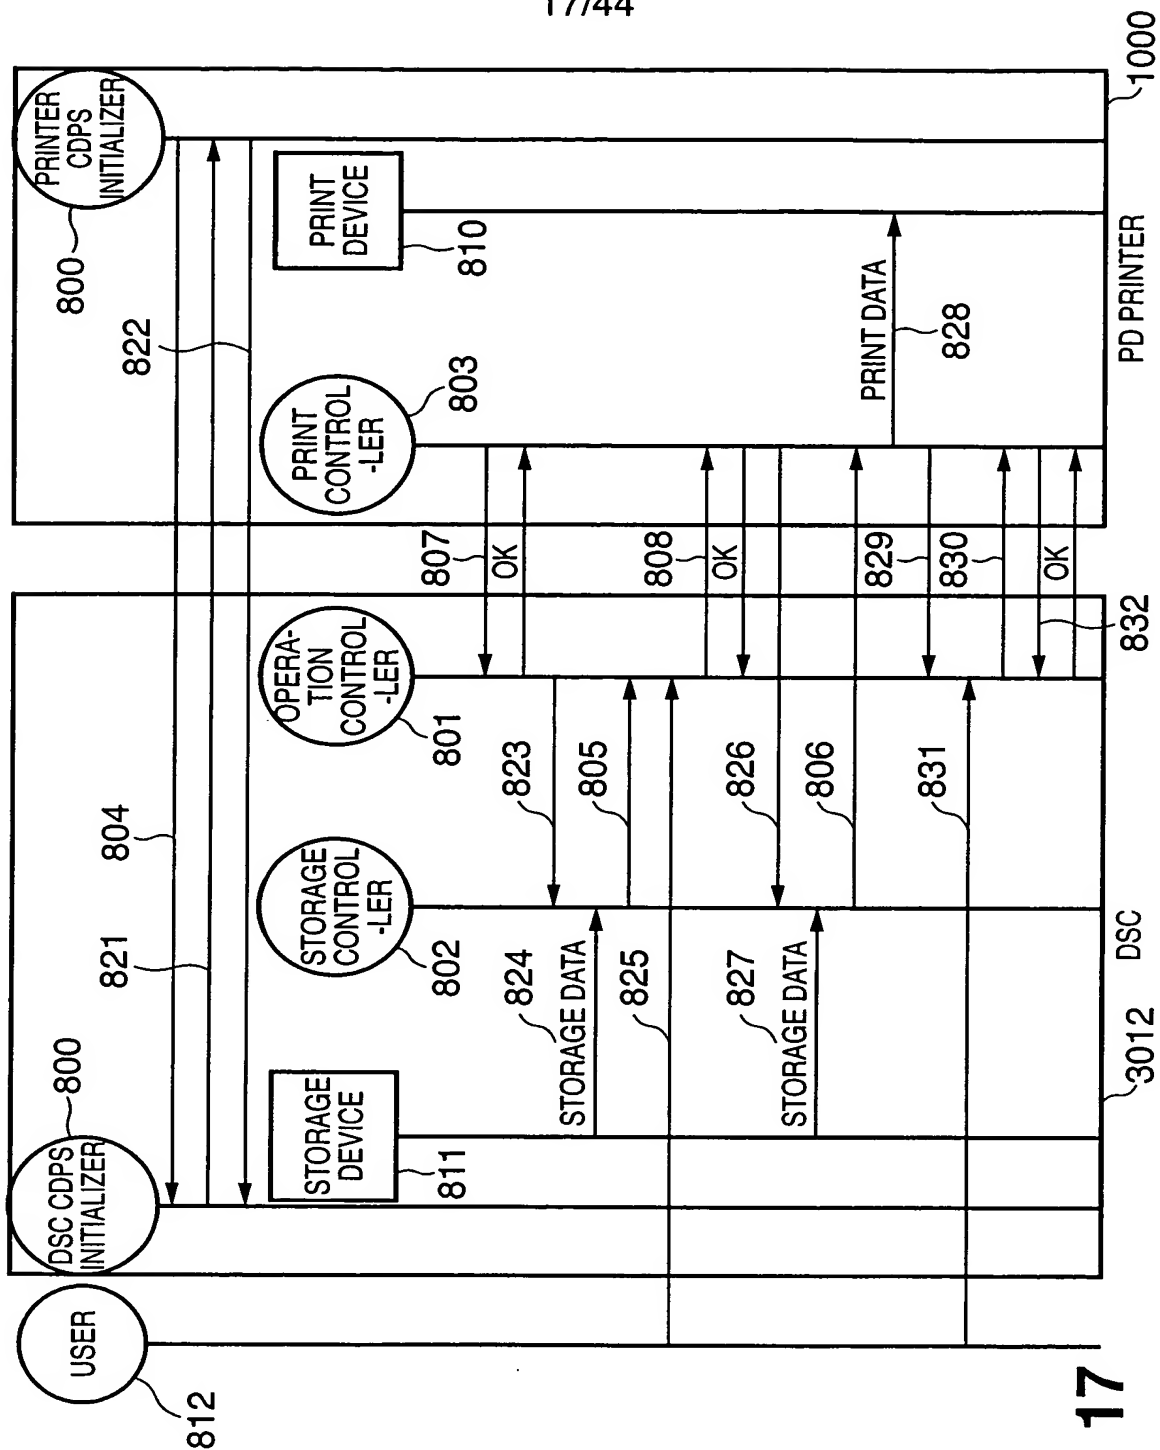 17/44
USER
812
DSC CDPS
INITIALIZER
800
PRINTER
CDPS
INITIALIZER
800
804
821
822
STORAGE
DEVICE
811
STORAGE
CONTROL
-LER
802
OPERA-
TION
CONTROL
-LER
801
PRINT
CONTROL
-LER
803
PRINT
DEVICE
810
807
OK
823
824
STORAGE DATA
805
825
808
OK
826
827
STORAGE DATA
806
PRINT DATA
828
829
831
830
OK
832
3012
DSC
PD PRINTER
1000
17